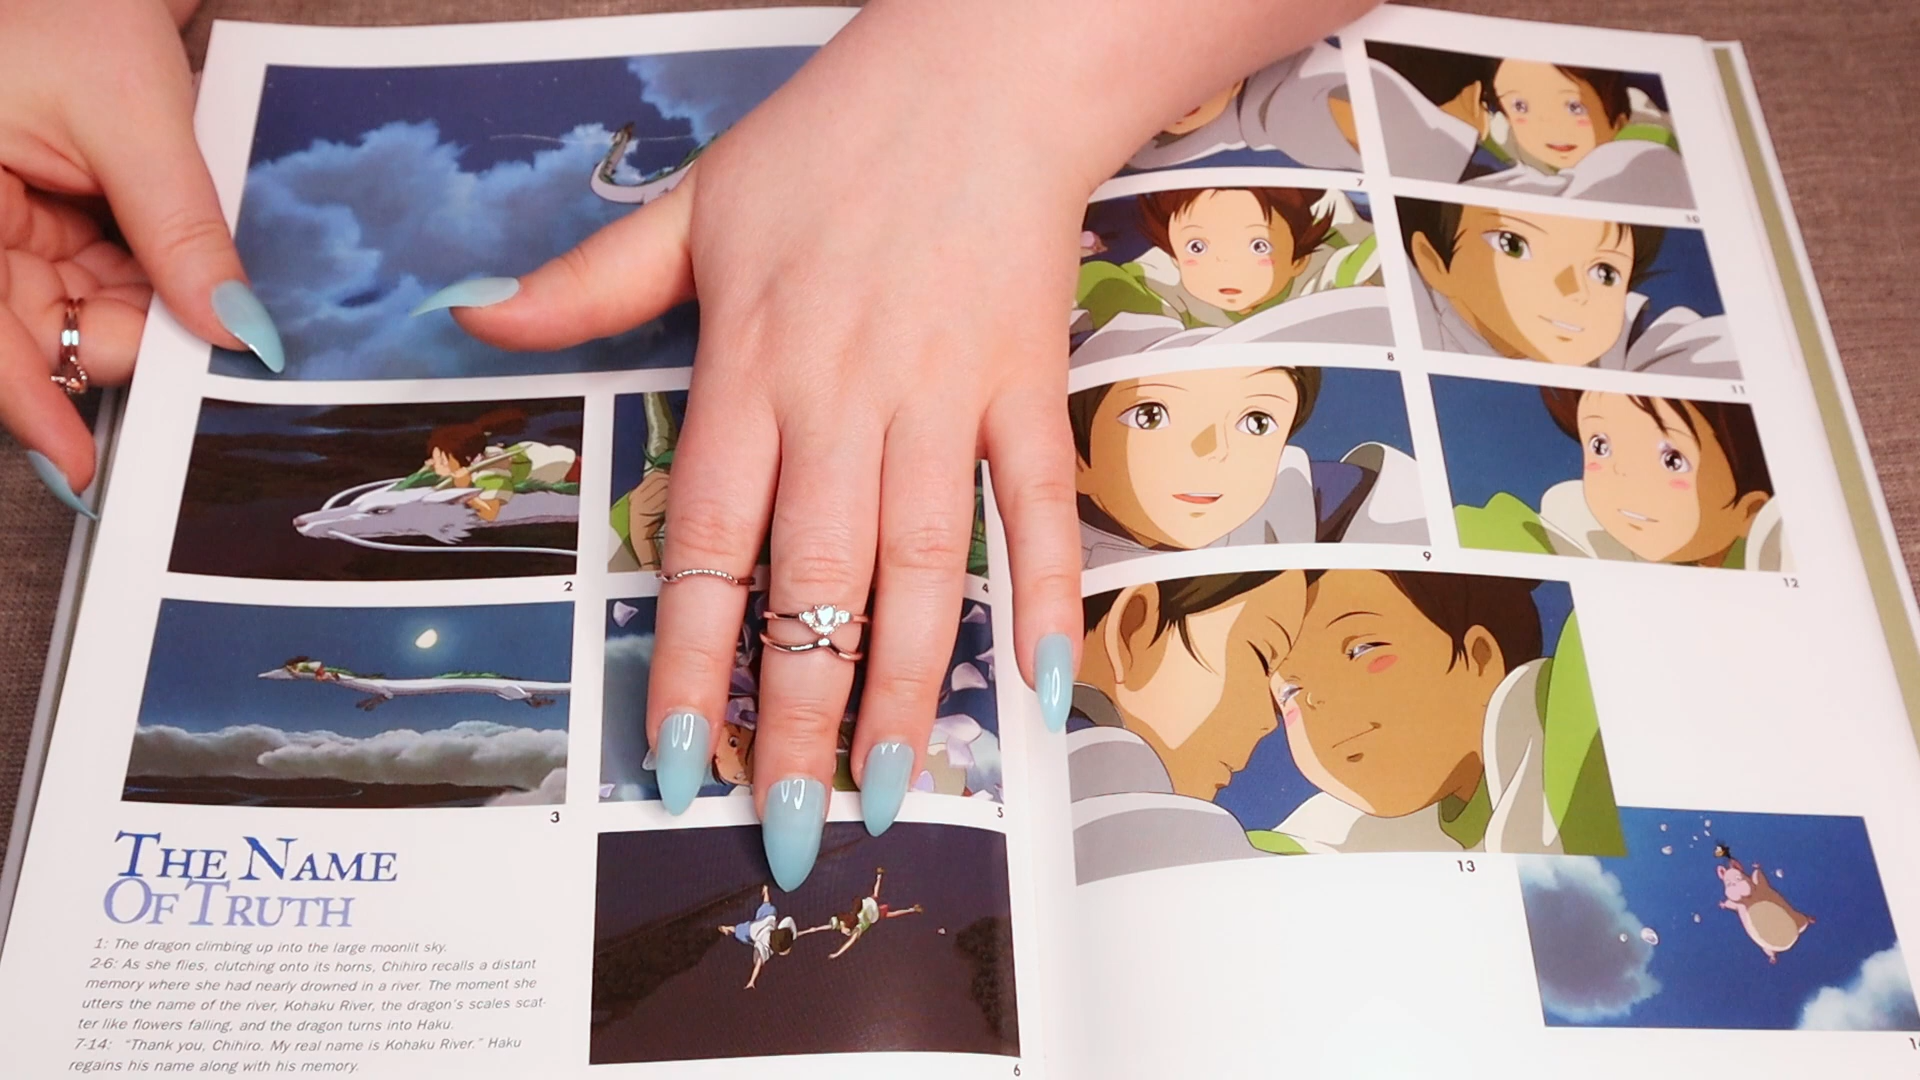 7
10
8
11
2
4
9
12
3
5
13
THE NAME
OF TRUTH
1: The dragon climbing up into the large moonlit sky.
2-6: As she flies, clutching onto its horns, Chihiro recalls a distant
memory where she had nearly drowned in a river. The moment she
utters the name of the river, Kohaku River, the dragon's scales scat-
ter like flowers falling, and the dragon turns into Haku.
7-14: "Thank you, Chihiro. My real name is Kohaku River." Haku
regains his name along with his memory.
6